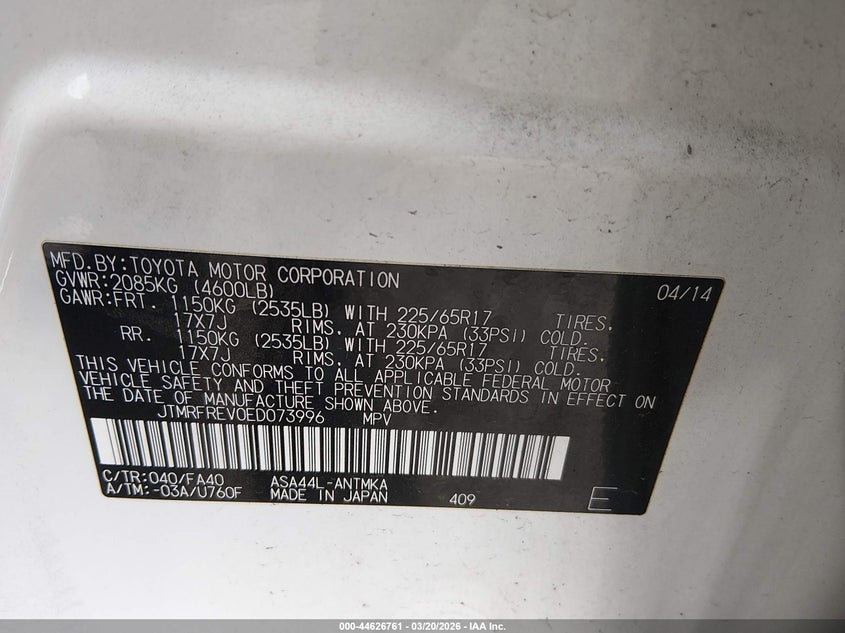 MFD.BY:TOYOTA MOTOR CORPORATION 04/14
GVWR:2085KG (4600LB)
GAWR:FRT. 1150KG (2535LB) WITH 225/65R17 TIRES,
17X7J RIMS, AT 230KPA (33PSI) COLD.
RR. 1150KG (2535LB) WITH 225/65R17 TIRES,
17X7J RIMS, AT 230KPA (33PSI) COLD.
THIS VEHICLE CONFORMS TO ALL APPLICABLE FEDERAL MOTOR
VEHICLE SAFETY AND THEFT PREVENTION STANDARDS IN EFFECT ON
THE DATE OF MANUFACTURE SHOWN ABOVE.
JTMRFREV0ED073996 MPV
C/TR:040/FA40 ASA44L-ANTMKA
A/TM:-03A/U760F MADE IN JAPAN 409 E
000-44626761 - 03/20/2026 - IAA Inc.